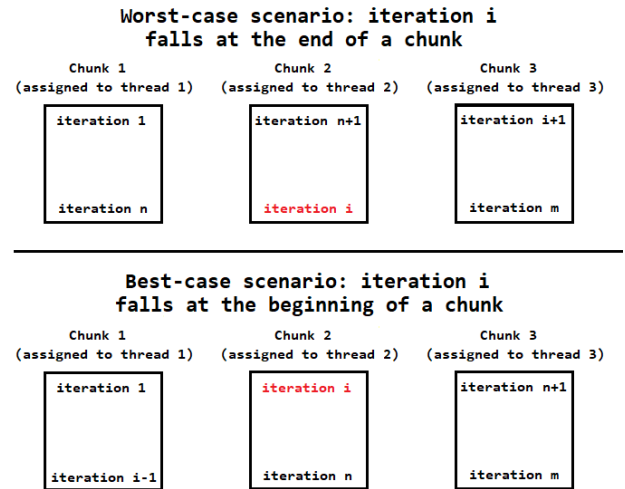 Worst-case scenario: iteration i
falls at the end of a chunk
Chunk 1
(assigned to thread 1)
Chunk 2
(assigned to thread 2)
Chunk 3
(assigned to thread 3)
iteration 1
iteration n+1
iteration i+1
iteration n
iteration i
iteration m
Best-case scenario: iteration i
falls at the beginning of a chunk
Chunk 1
(assigned to thread 1)
Chunk 2
(assigned to thread 2)
Chunk 3
(assigned to thread 3)
iteration 1
iteration i
iteration n+1
iteration i-1
iteration n
iteration m